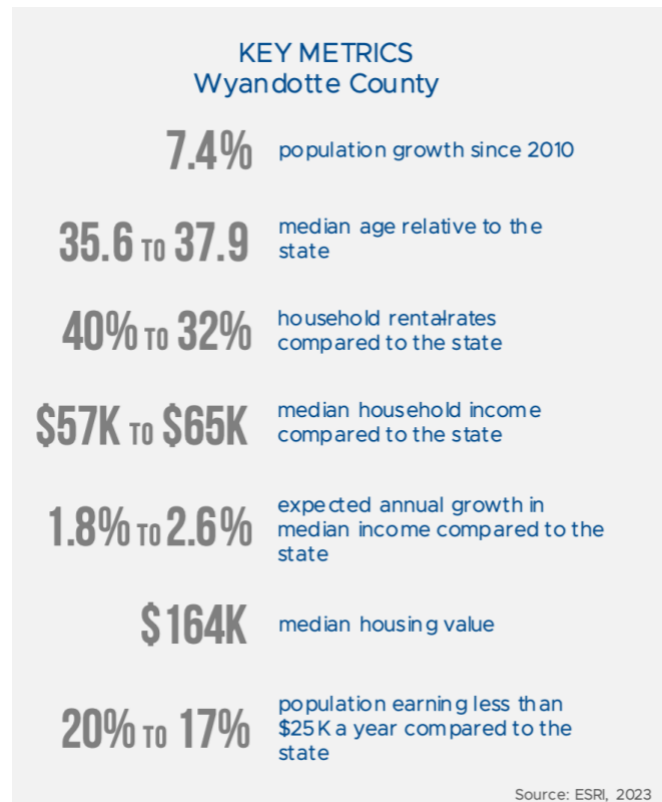 KEY METRICS
Wyandotte County
7.4% population growth since 2010
35.6 TO 37.9 median age relative to the
state
40% TO 32% household rental rates
compared to the state
$57K TO $65K median household income
compared to the state
1.8% TO 2.6% expected annual growth in
median income compared to the
state
$164K median housing value
20% TO 17% population earning less than
$25K a year compared to the
state
Source: ESRI, 2023